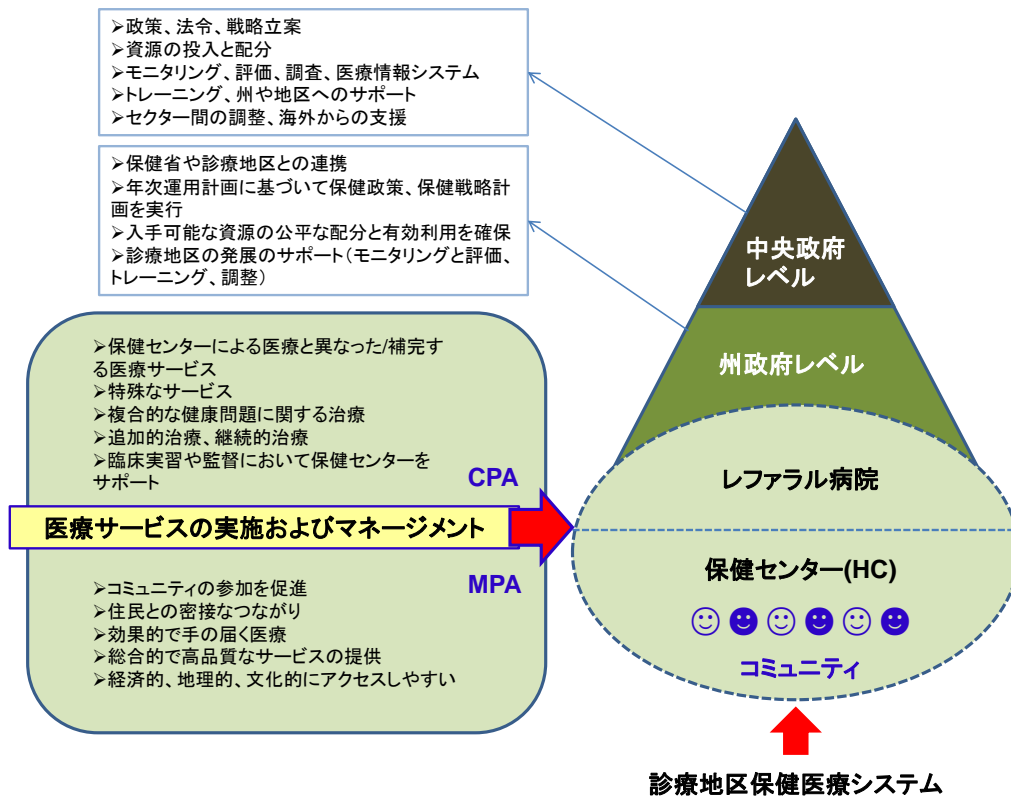 ➢政策、法令、戦略立案
➢資源の投入と配分
➢モニタリング、評価、調査、医療情報システム
➢トレーニング、州や地区へのサポート
➢セクター間の調整、海外からの支援
➢保健省や診療地区との連携
➢年次運用計画に基づいて保健政策、保健戦略計
画を実行
➢入手可能な資源の公平な配分と有効利用を確保
➢診療地区の発展のサポート(モニタリングと評価、
トレーニング、調整)
中央政府
レベル
州政府レベル
➢保健センターによる医療と異なった/補完す
る医療サービス
➢特殊なサービス
➢複合的な健康問題に関する治療
➢追加的治療、継続的治療
➢臨床実習や監督において保健センターを
サポート
CPA
レファラル病院
医療サービスの実施およびマネージメント
MPA
➢コミュニティの参加を促進
➢住民との密接なつながり
➢効果的で手の届く医療
➢総合的で高品質なサービスの提供
➢経済的、地理的、文化的にアクセスしやすい
保健センター(HC)
コミュニティ
診療地区保健医療システム